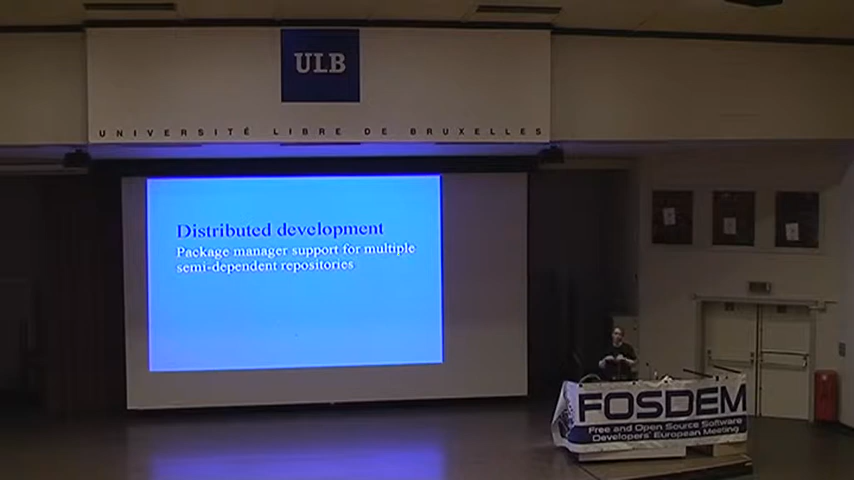 ULB
UNIVERSITÉ LIBRE DE BRUXELLES
Distributed development
Package manager support for multiple
semi-dependent repositories
FOSDEM
Free and Open Source Software
Developers' European Meeting